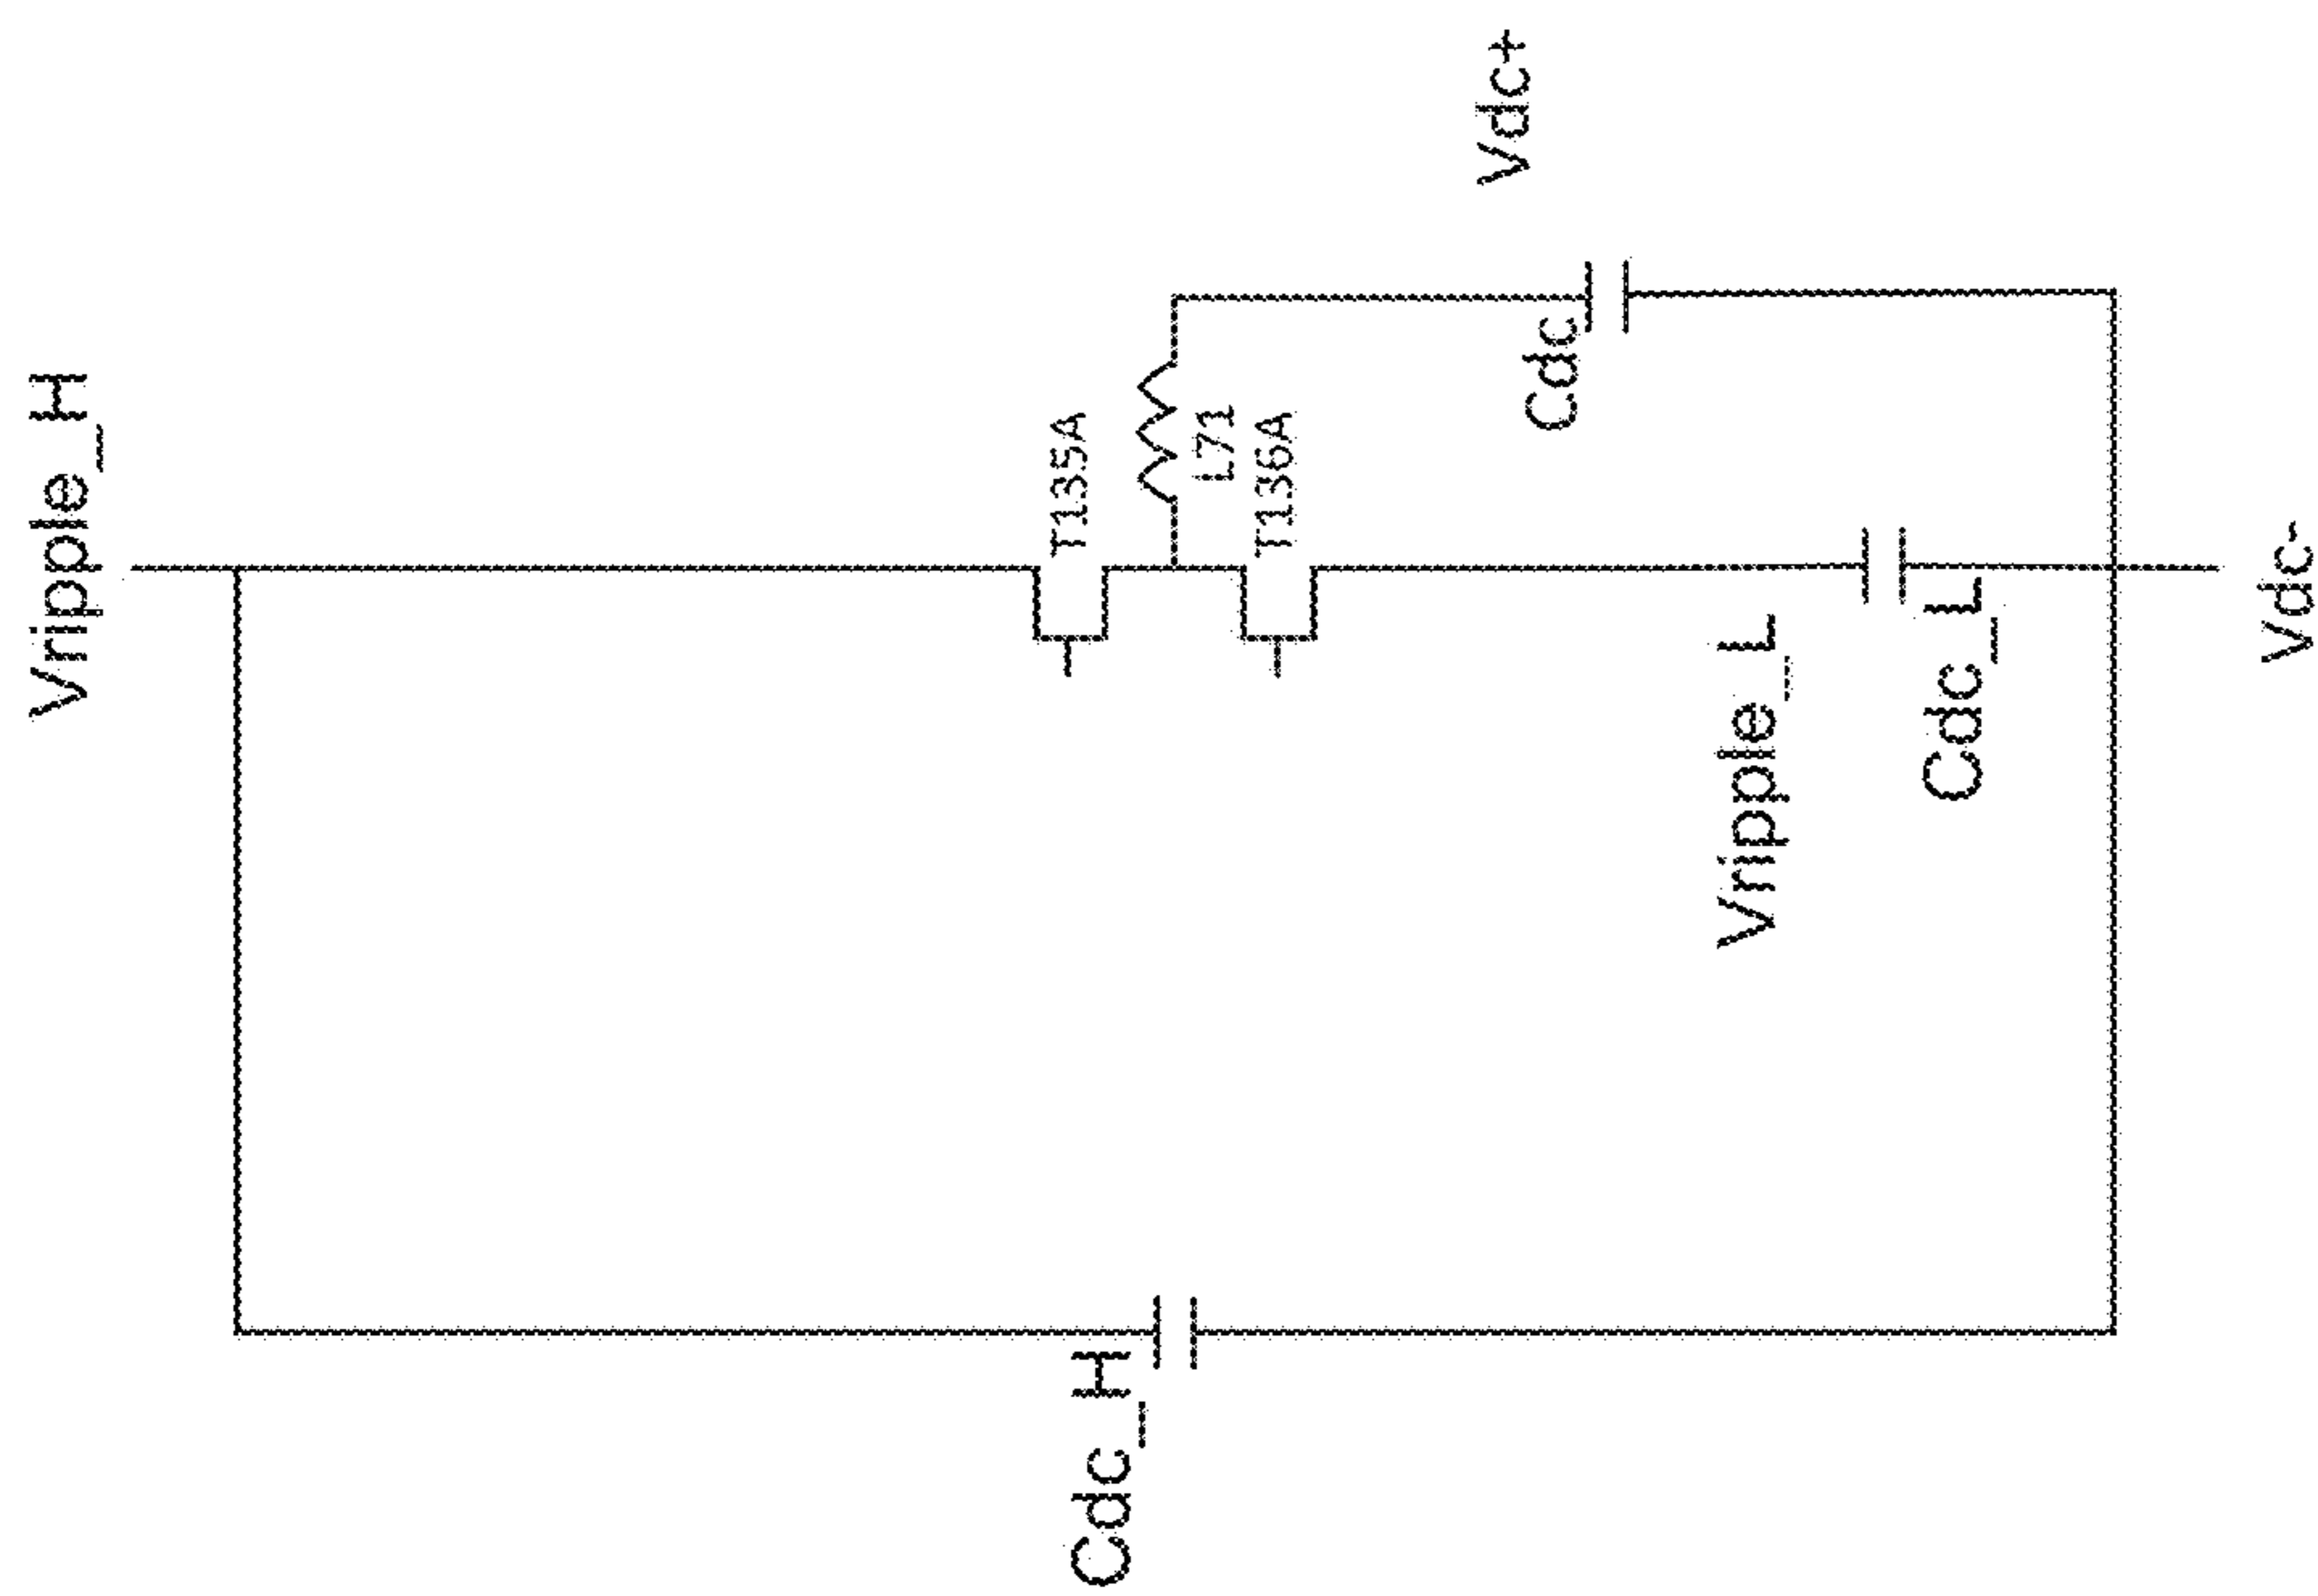 Vripple_H
T135A
L71
T136A
Vdc+
Cdc
Vripple_L
Cdc_L
Cdc_H
Vdc-